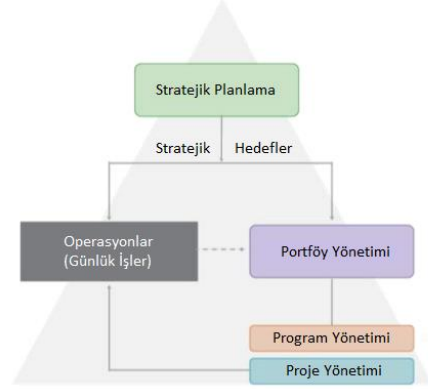 Stratejik Planlama
Stratejik Hedefler
Operasyonlar
(Günlük İşler)
Portföy Yönetimi
Program Yönetimi
Proje Yönetimi